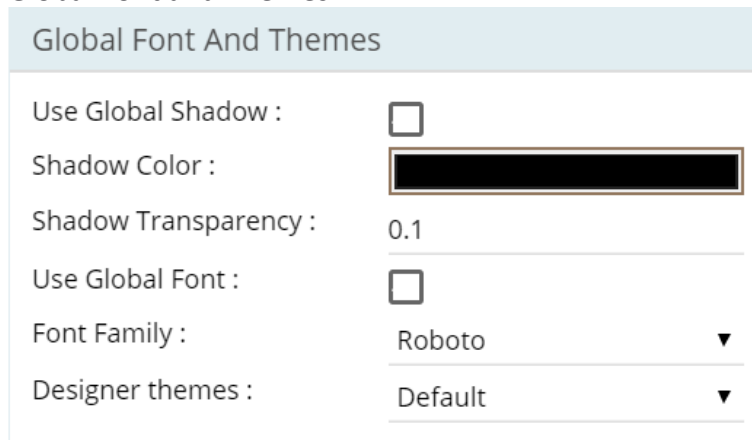 Global Font And Themes
Use Global Shadow :
Shadow Color :
Shadow Transparency : 0.1
Use Global Font :
Font Family : Roboto
Designer themes : Default